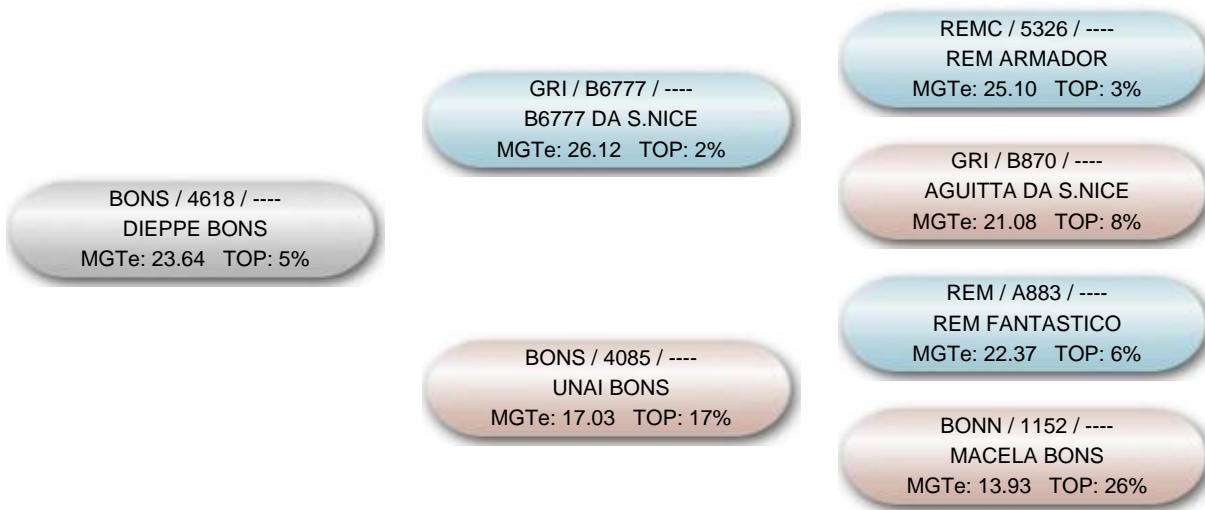 BONS / 4618 / ----
DIEPPE BONS
MGTe: 23.64 TOP: 5%
GRI / B6777 / ----
B6777 DA S.NICE
MGTe: 26.12 TOP: 2%
BONS / 4085 / ----
UNAI BONS
MGTe: 17.03 TOP: 17%
REMC / 5326 / ----
REM ARMADOR
MGTe: 25.10 TOP: 3%
GRI / B870 / ----
AGUITTA DA S.NICE
MGTe: 21.08 TOP: 8%
REM / A883 / ----
REM FANTASTICO
MGTe: 22.37 TOP: 6%
BONN / 1152 / ----
MACELA BONS
MGTe: 13.93 TOP: 26%